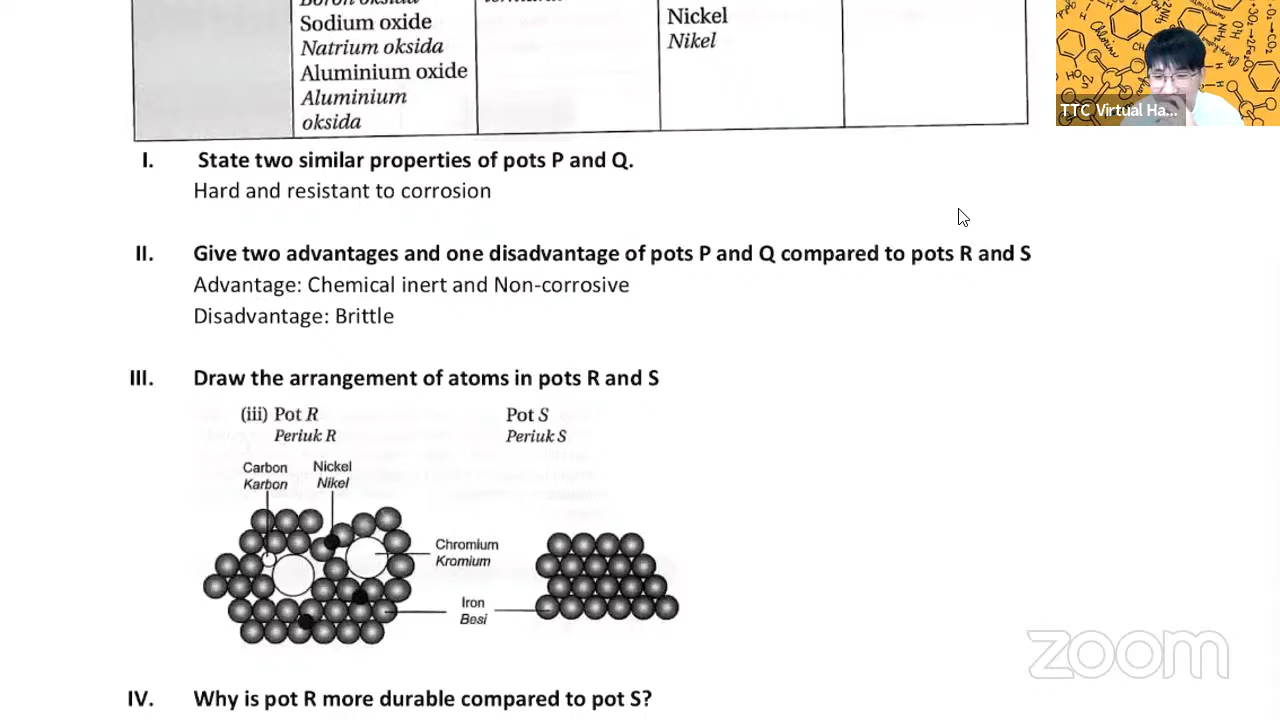 Boron oksida
Sodium oxide
Natrium oksida
Aluminium oxide
Aluminium
oksida
Nickel
Nikel
TTC Virtual Ha...
I. State two similar properties of pots P and Q.
Hard and resistant to corrosion
II. Give two advantages and one disadvantage of pots P and Q compared to pots R and S
Advantage: Chemical inert and Non-corrosive
Disadvantage: Brittle
III. Draw the arrangement of atoms in pots R and S
(iii) Pot R
Periuk R
Pot S
Periuk S
Carbon
Karbon
Nickel
Nikel
Chromium
Kromium
Iron
Besi
zoom
IV. Why is pot R more durable compared to pot S?